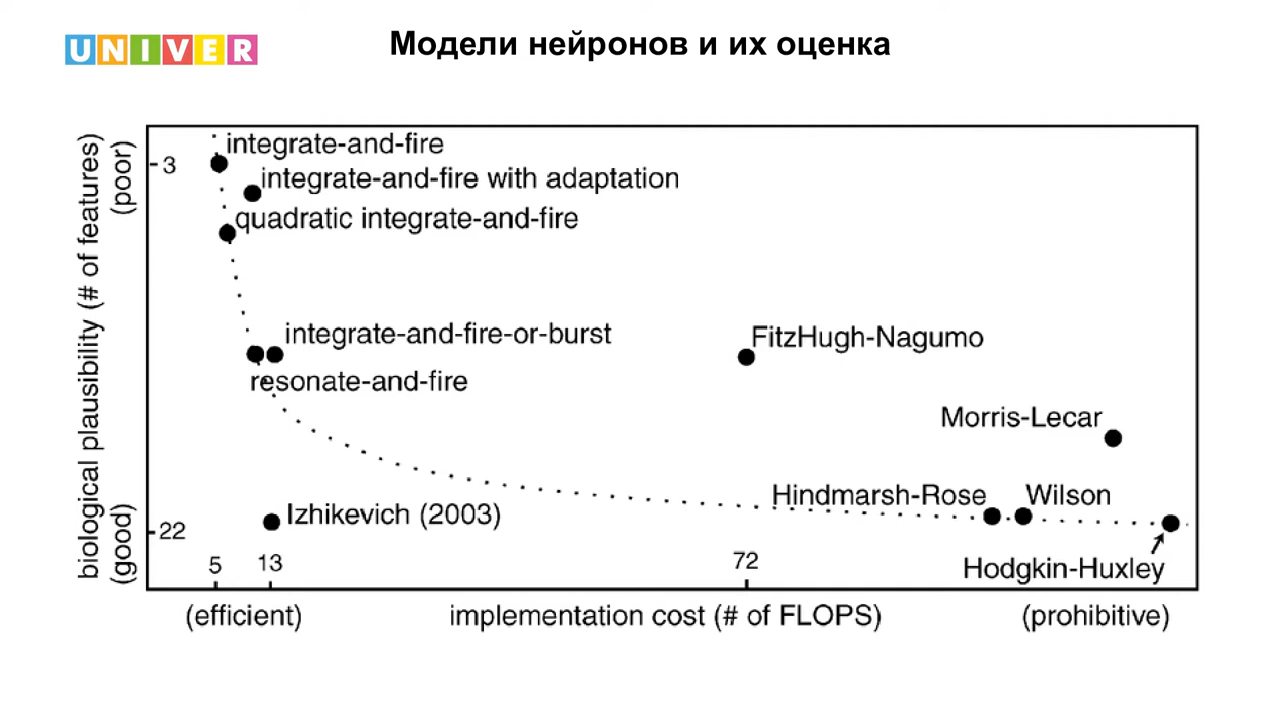 UNIVER
Модели нейронов и их оценка
biological plausibility (# of features)
(poor)
(good)
3
22
integrate-and-fire
integrate-and-fire with adaptation
quadratic integrate-and-fire
integrate-and-fire-or-burst
resonate-and-fire
FitzHugh-Nagumo
Morris-Lecar
Hindmarsh-Rose
Wilson
Izhikevich (2003)
Hodgkin-Huxley
5
13
72
(efficient)
implementation cost (# of FLOPS)
(prohibitive)